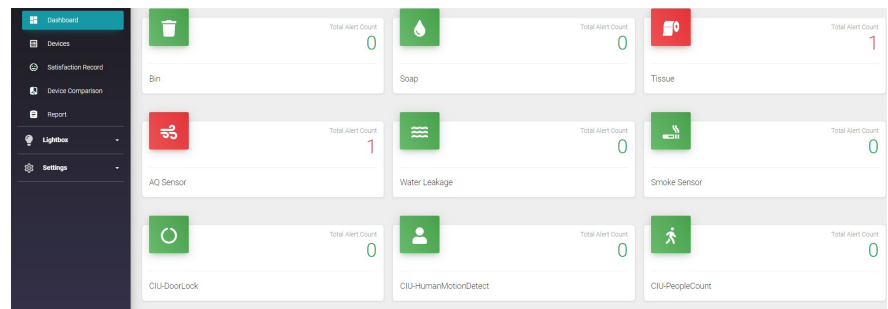 Dashboard
Devices
Satisfaction Record
Device Comparison
Report
Lightbox
Settings
Total Alert Count
0
Bin
Total Alert Count
0
Soap
Total Alert Count
1
Tissue
Total Alert Count
1
AQ Sensor
Total Alert Count
0
Water Leakage
Total Alert Count
0
Smoke Sensor
Total Alert Count
0
CIU-DoorLock
Total Alert Count
0
CIU-HumanMotionDetect
Total Alert Count
0
CIU-PeopleCount